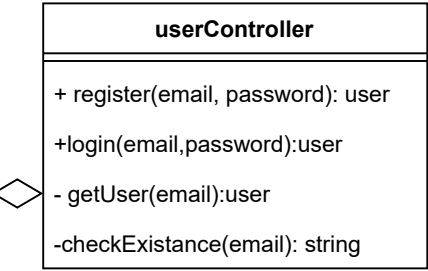 userController
+ register(email, password): user
+login(email,password):user
- getUser(email):user
-checkExistance(email): string